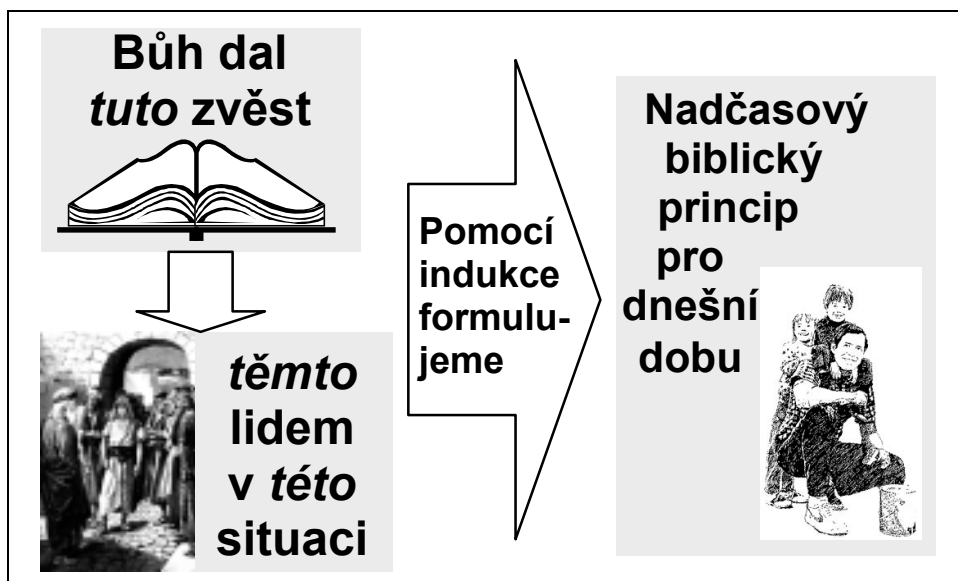 Bůh dal
tuto zvěst
těmto
lidem
v této
situaci
Pomocí
indukce
formulu-
jeme
Nadčasový
biblický
princip
pro
dnešní
dobu